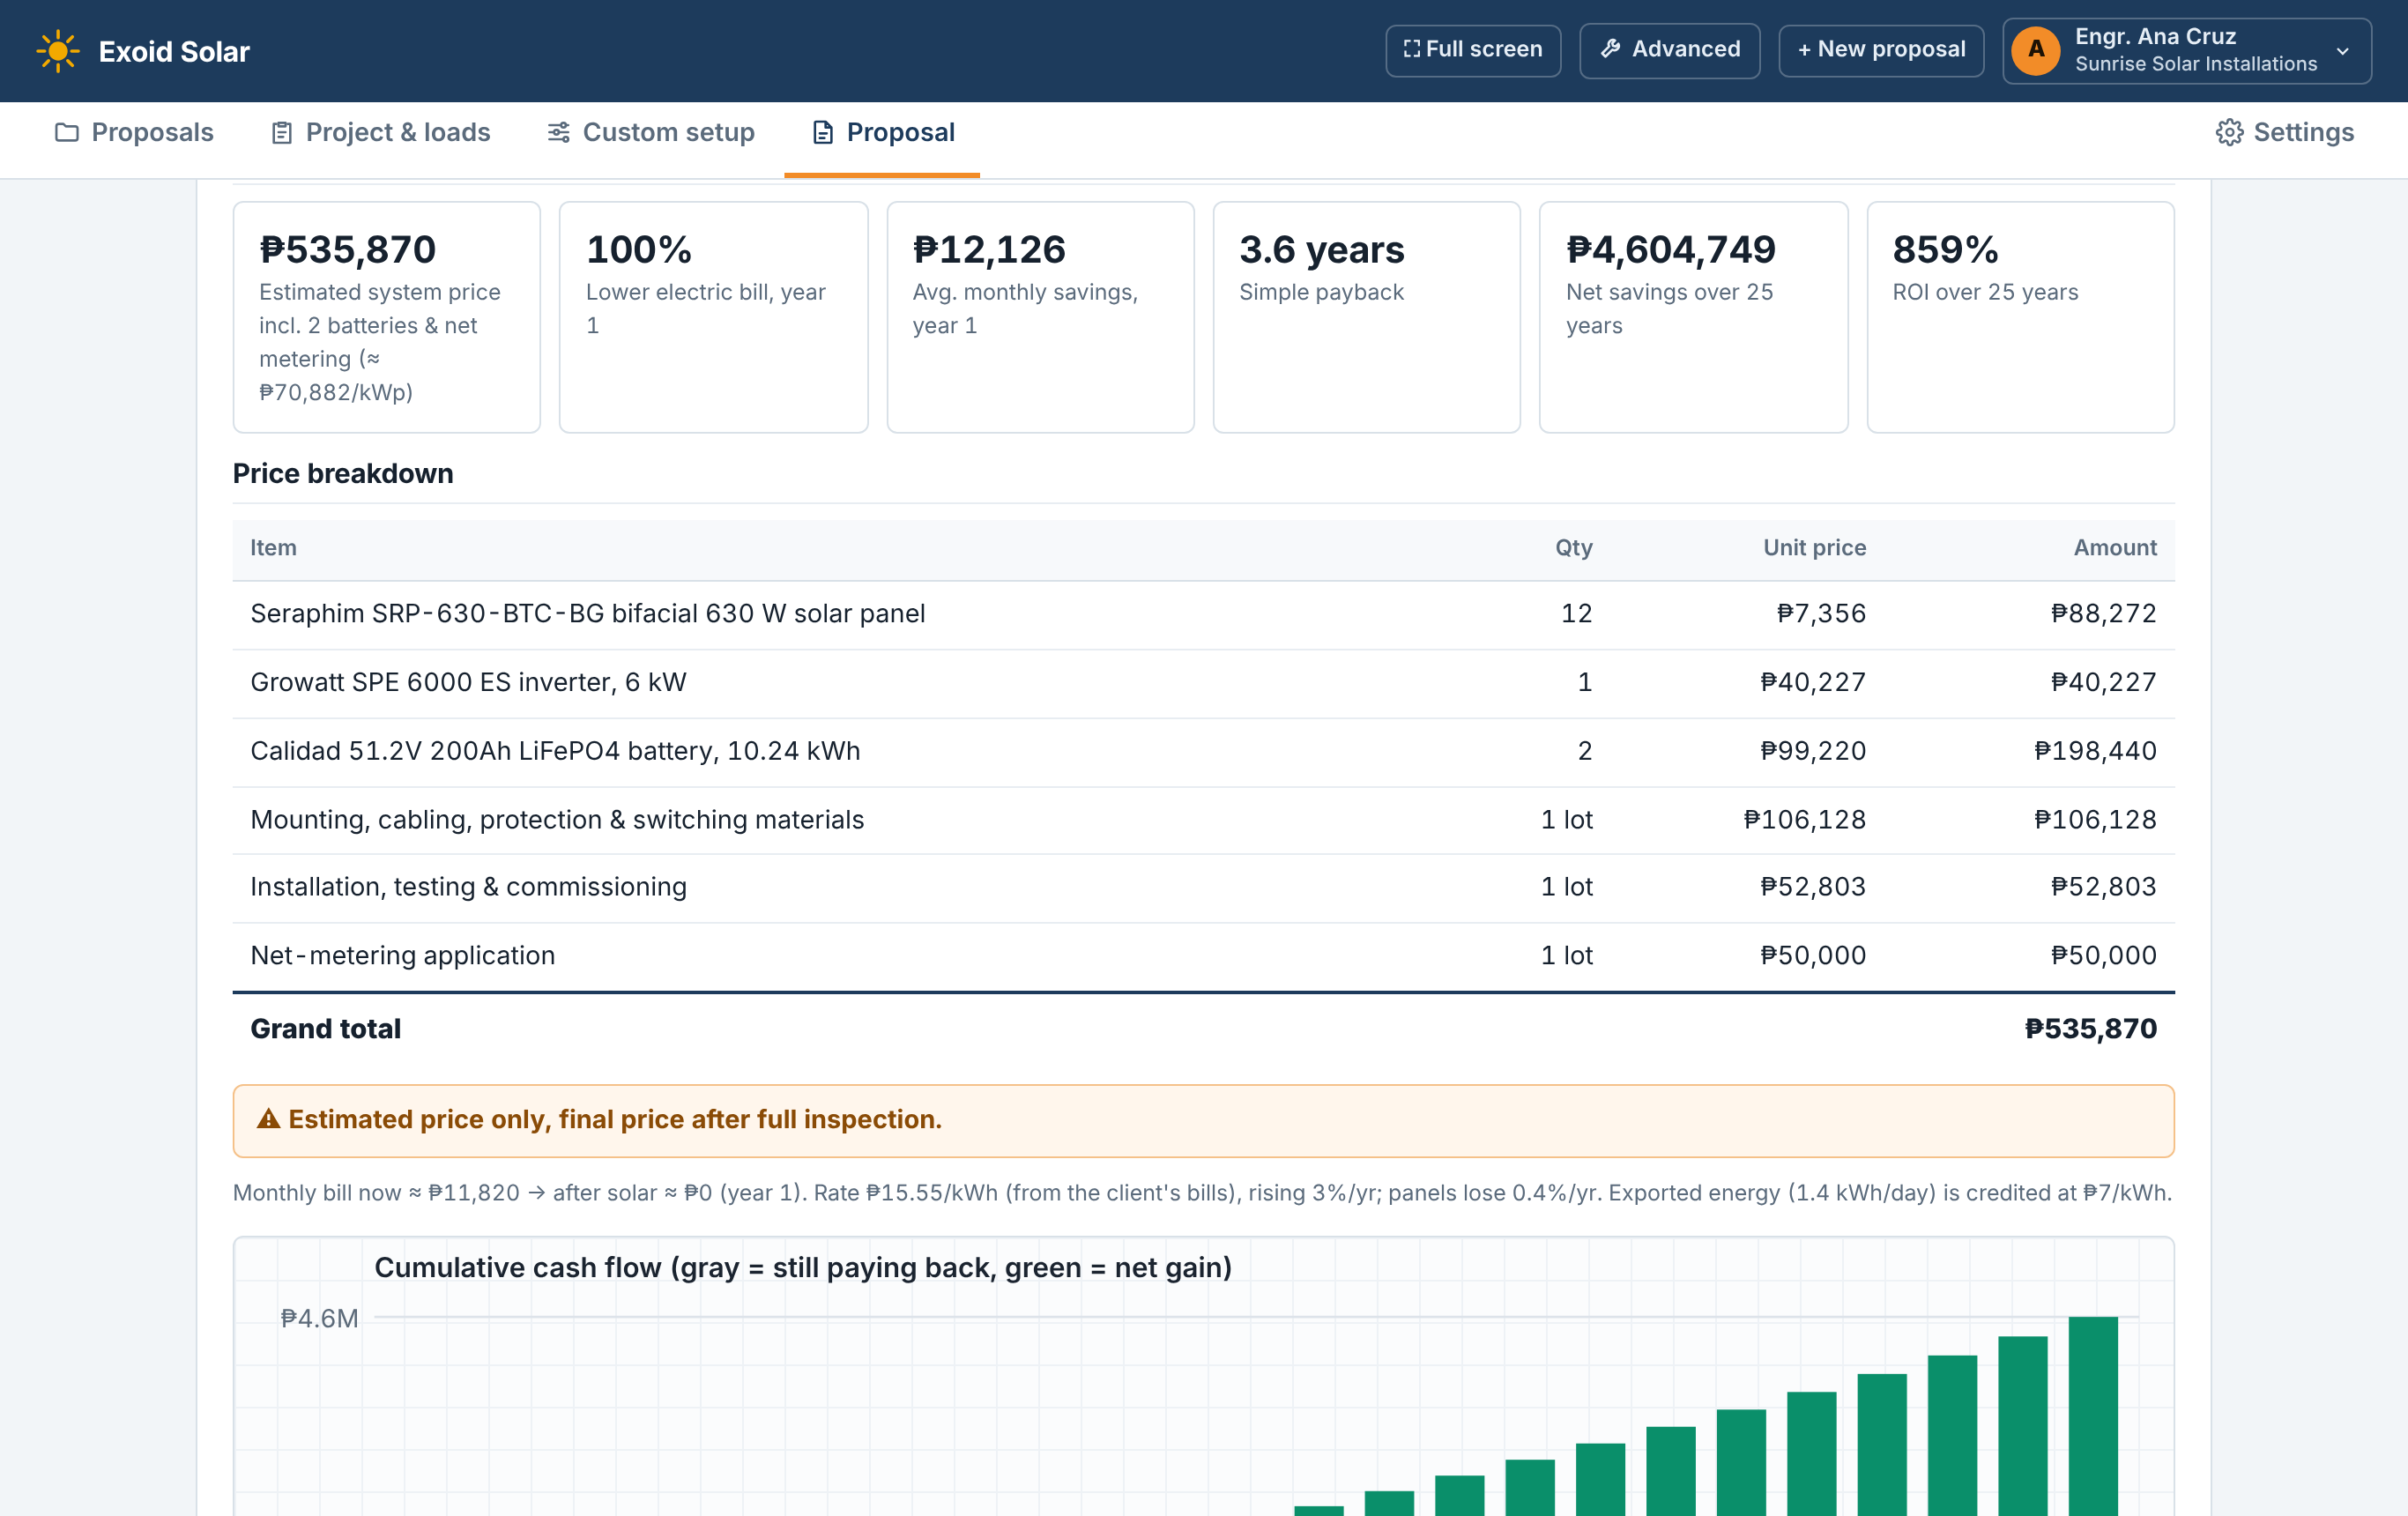 Exoid Solar
Full screen
Advanced
+ New proposal
A
Engr. Ana Cruz
Sunrise Solar Installations
Proposals
Project & loads
Custom setup
Proposal
Settings
₱535,870
Estimated system price
incl. 2 batteries & net
metering (≈
₱70,882/kWp)
100%
Lower electric bill, year
1
₱12,126
Avg. monthly savings,
year 1
3.6 years
Simple payback
₱4,604,749
Net savings over 25
years
859%
ROI over 25 years
Price breakdown
Item Qty Unit price Amount
Seraphim SRP-630-BTC-BG bifacial 630 W solar panel 12 ₱7,356 ₱88,272
Growatt SPE 6000 ES inverter, 6 kW 1 ₱40,227 ₱40,227
Calidad 51.2V 200Ah LiFePO4 battery, 10.24 kWh 2 ₱99,220 ₱198,440
Mounting, cabling, protection & switching materials 1 lot ₱106,128 ₱106,128
Installation, testing & commissioning 1 lot ₱52,803 ₱52,803
Net-metering application 1 lot ₱50,000 ₱50,000
Grand total ₱535,870
Estimated price only, final price after full inspection.
Monthly bill now ≈ ₱11,820 → after solar ≈ ₱0 (year 1). Rate ₱15.55/kWh (from the client's bills), rising 3%/yr; panels lose 0.4%/yr. Exported energy (1.4 kWh/day) is credited at ₱7/kWh.
Cumulative cash flow (gray = still paying back, green = net gain)
₱4.6M